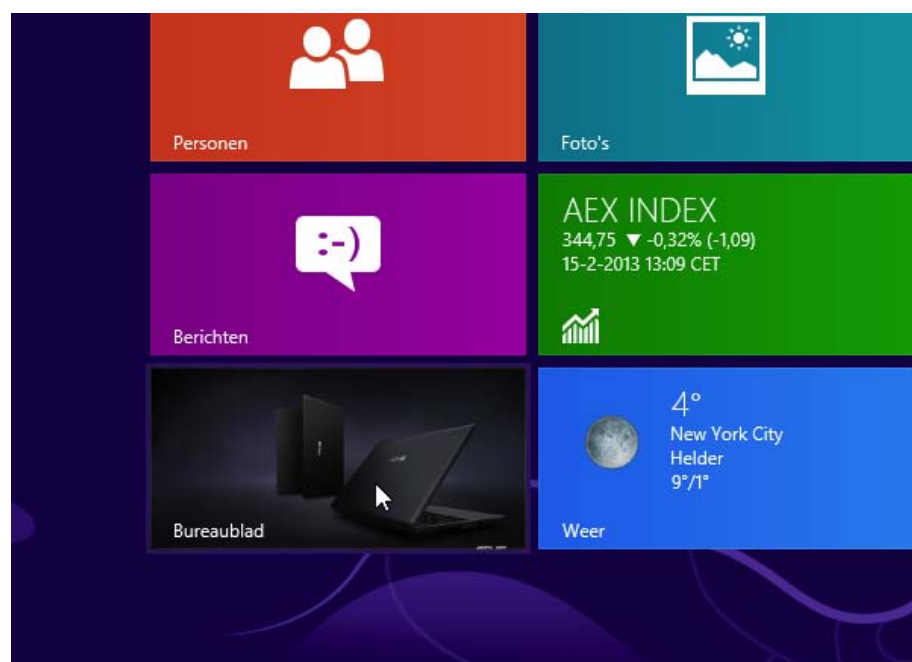 Personen
Foto's
:-)
Berichten
AEX INDEX
344,75 ▼ -0,32% (-1,09)
15-2-2013 13:09 CET
Bureaublad
4°
New York City
Helder
9°/1°
Weer